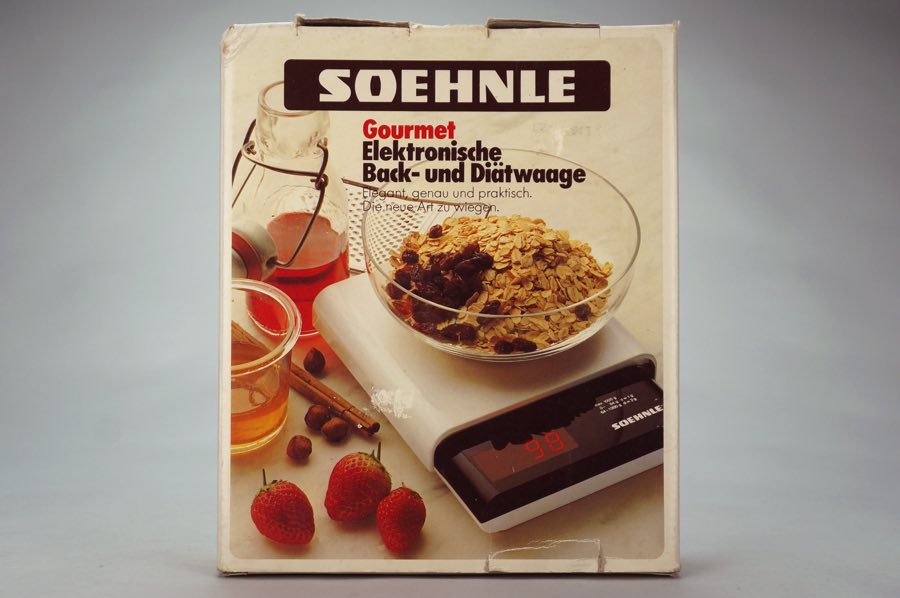 SOEHNLE
Gourmet
Elektronische
Back- und Diätwaage
Elegant, genau und praktisch.
Die neue Art zu wiegen.
98
SOEHNLE